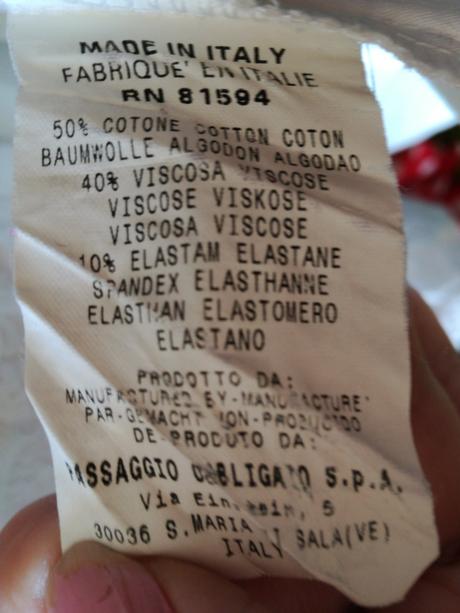 MADE IN ITALY
FABRIQUE' EN ITALIE
RN 81594
50% COTONE COTTON COTON
BAUMWOLLE ALGODON ALGODAO
40% VISCOSA VISCOSE
VISCOSE VISKOSE
VISCOSA VISCOSE
10% ELASTAM ELASTANE
SPANDEX ELASTHANNE
ELASTHAN ELASTOMERO
ELASTANO
PRODOTTO DA:
MANUFACTURED BY-MANUFACTURE'
PAR-GEMACHT VON-PRODUCIDO
DE-PRODUTO DA:
PASSAGGIO OBBLIGATO S.P.A.
Via 5
30036 S.MARIA DI SALA(VE)
ITALY